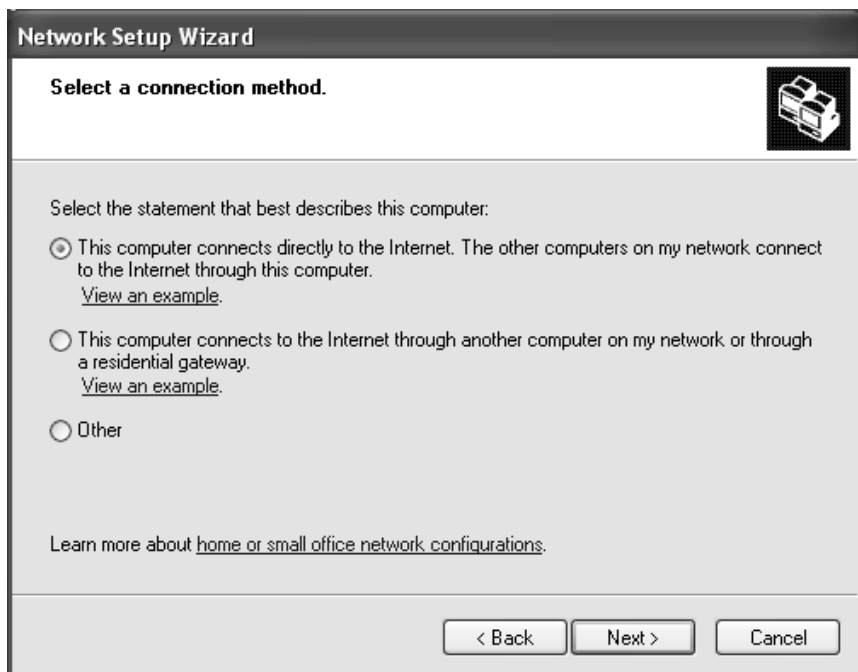 Network Setup Wizard
Select a connection method.
Select the statement that best describes this computer:
This computer connects directly to the Internet. The other computers on my network connect
to the Internet through this computer.
View an example.
This computer connects to the Internet through another computer on my network or through
a residential gateway.
View an example.
Other
Learn more about home or small office network configurations.
< Back
Next >
Cancel